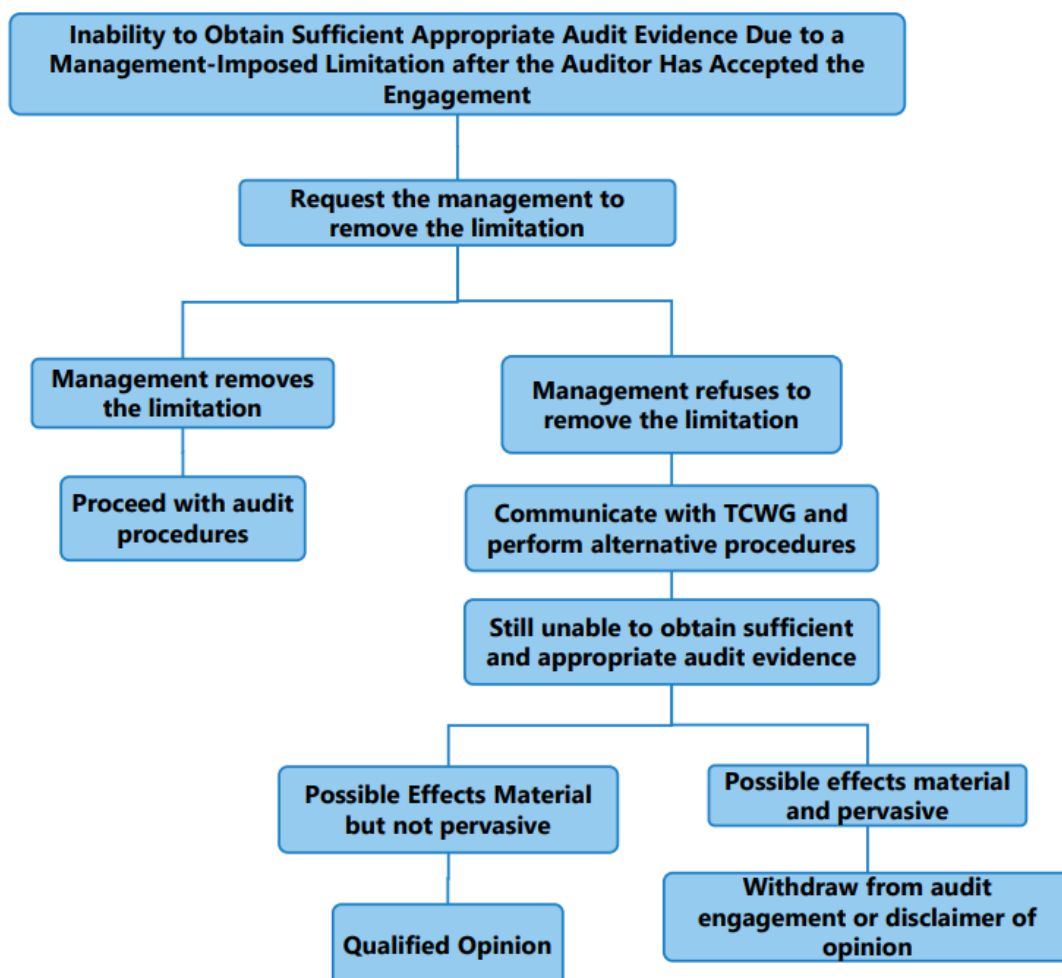 Inability to Obtain Sufficient Appropriate Audit Evidence Due to a
Management-Imposed Limitation after the Auditor Has Accepted the
Engagement
Request the management to
remove the limitation
Management removes
the limitation
Management refuses to
remove the limitation
Proceed with audit
procedures
Communicate with TCWG and
perform alternative procedures
Still unable to obtain sufficient
and appropriate audit evidence
Possible Effects Material
but not pervasive
Possible effects material
and pervasive
Qualified Opinion
Withdraw from audit
engagement or disclaimer of
opinion